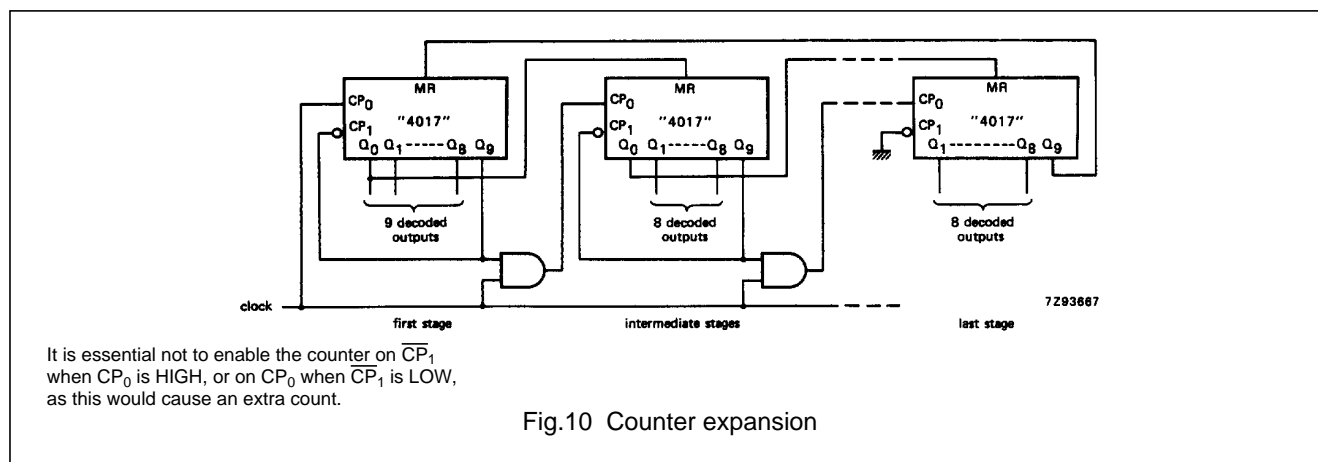 MR
MR
MR
CP0
CP0
CP0
CP1
"4017"
CP1
"4017"
CP1
"4017"
Q0 Q1 ------ Q8 Q9
Q0 Q1 ------- Q8 Q9
Q1 --------- Q8 Q9
9 decoded
outputs
8 decoded
outputs
8 decoded
outputs
clock
7Z93667
first stage
intermediate stages
last stage
It is essential not to enable the counter on C̅P̅1
when CP0 is HIGH, or on CP0 when C̅P̅1 is LOW,
as this would cause an extra count.
Fig.10 Counter expansion